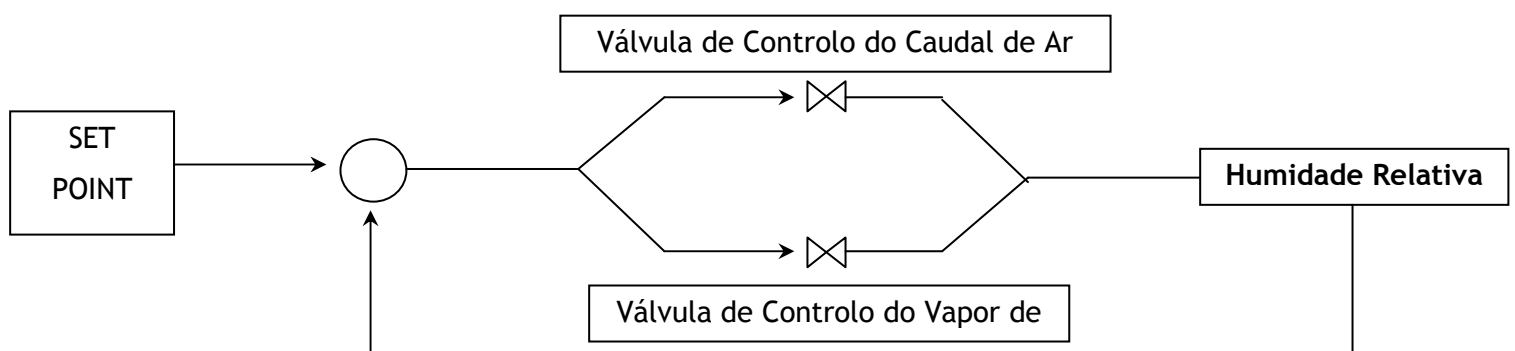 Válvula de Controlo do Caudal de Ar
SET
POINT
Humidade Relativa
Válvula de Controlo do Vapor de